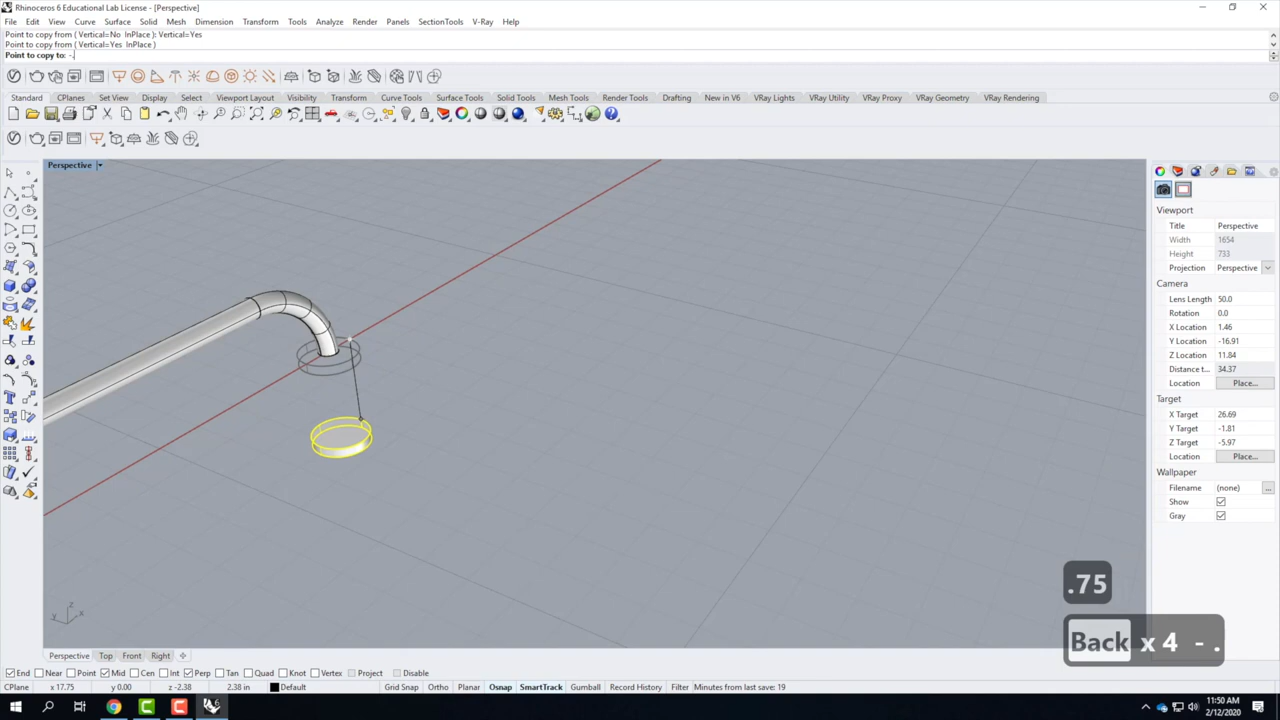 Rhinoceros 6 Educational Lab License - [Perspective]
File Edit View Curve Surface Solid Mesh Dimension Transform Tools Analyze Render Panels SectionTools V-Ray Help
Point to copy from ( Vertical=No InPlace ): Vertical=Yes
Point to copy from ( Vertical=Yes InPlace )
Point to copy to: -.
Standard CPlanes Set View Display Select Viewport Layout Visibility Transform Curve Tools Surface Tools Solid Tools Mesh Tools Render Tools Drafting New in V6 VRay Lights VRay Utility VRay Proxy VRay Geometry VRay Rendering
Perspective
Viewport
Title Perspective
Width 1654
Height 733
Projection Perspective
Camera
Lens Length 50.0
Rotation 0.0
X Location 1.46
Y Location -16.91
Z Location 11.84
Distance t... 34.37
Location Place...
Target
X Target 26.69
Y Target -1.81
Z Target -5.97
Location Place...
Wallpaper
Filename (none) ...
Show
Gray
.75
Back x 4 - .
z
y x
Perspective Top Front Right
End Near Point Mid Cen Int Perp Tan Quad Knot Vertex Project Disable
CPlane x 17.75 y 0.00 z -2.38 2.38 in Default Grid Snap Ortho Planar Osnap SmartTrack Gumball Record History Filter Minutes from last save: 19
11:50 AM
2/12/2020